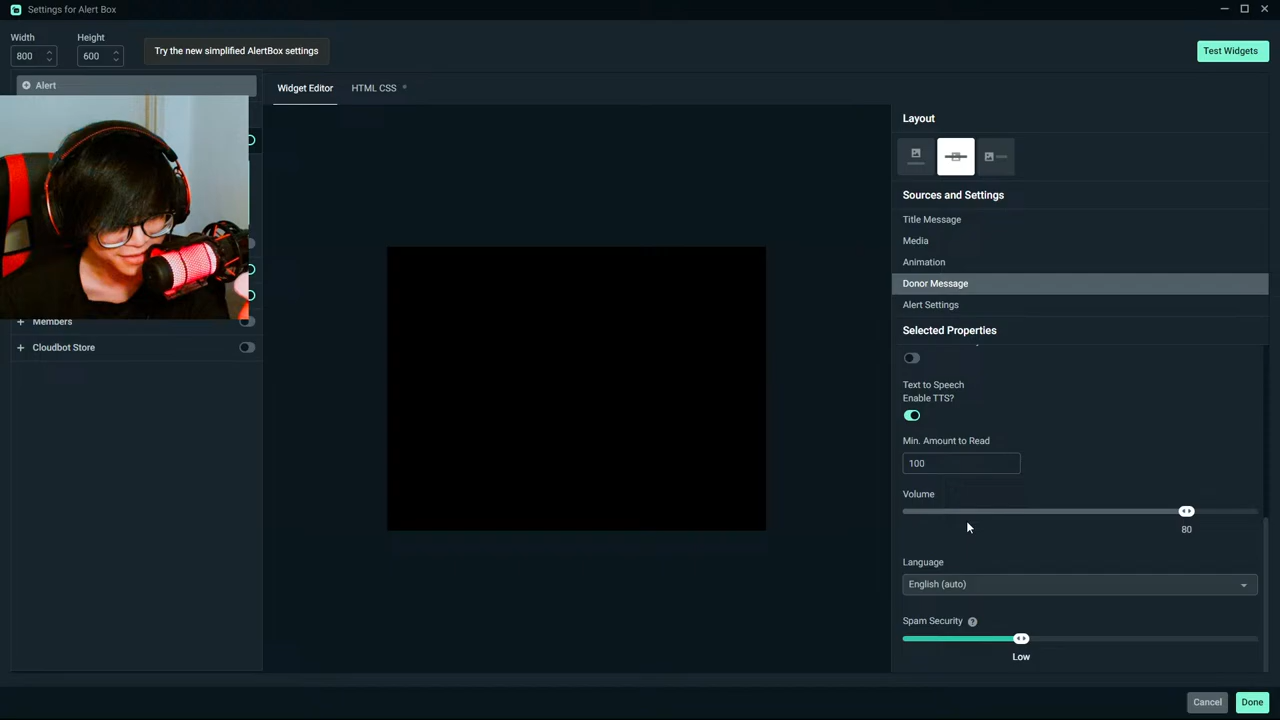 Settings for Alert Box
Width
Height
800
600
Try the new simplified AlertBox settings
Test Widgets
Alert
Widget Editor
HTML CSS
Layout
Sources and Settings
Title Message
Media
Animation
Donor Message
Alert Settings
Selected Properties
Text to Speech
Enable TTS?
Min. Amount to Read
100
Volume
80
Language
English (auto)
Spam Security
Low
Members
Cloudbot Store
Cancel
Done